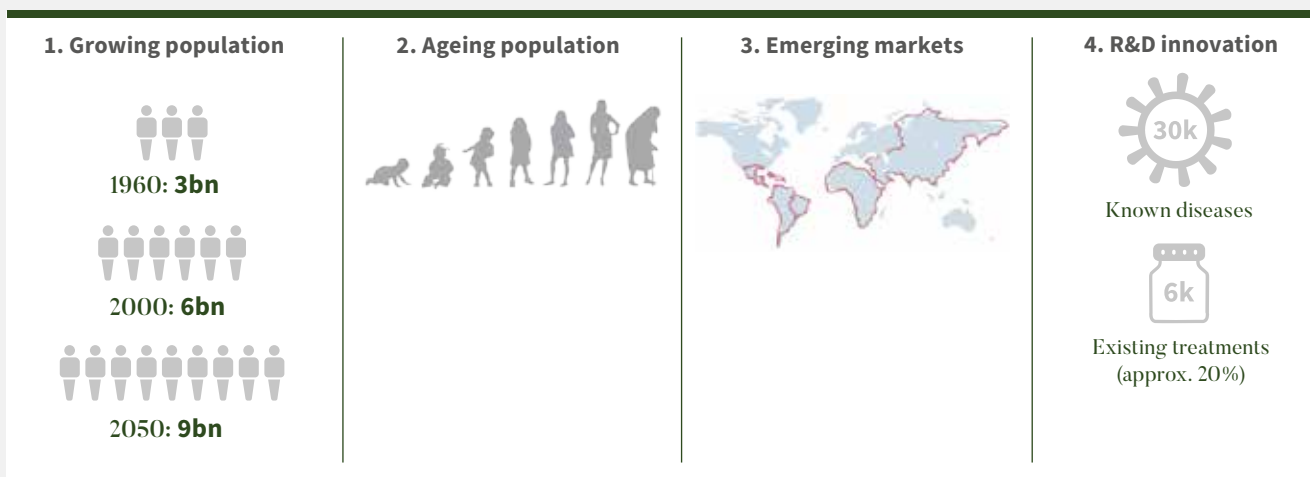 1. Growing population
1960: 3bn
2000: 6bn
2050: 9bn
2. Ageing population
3. Emerging markets
4. R&D innovation
30k
Known diseases
6k
Existing treatments
(approx. 20%)